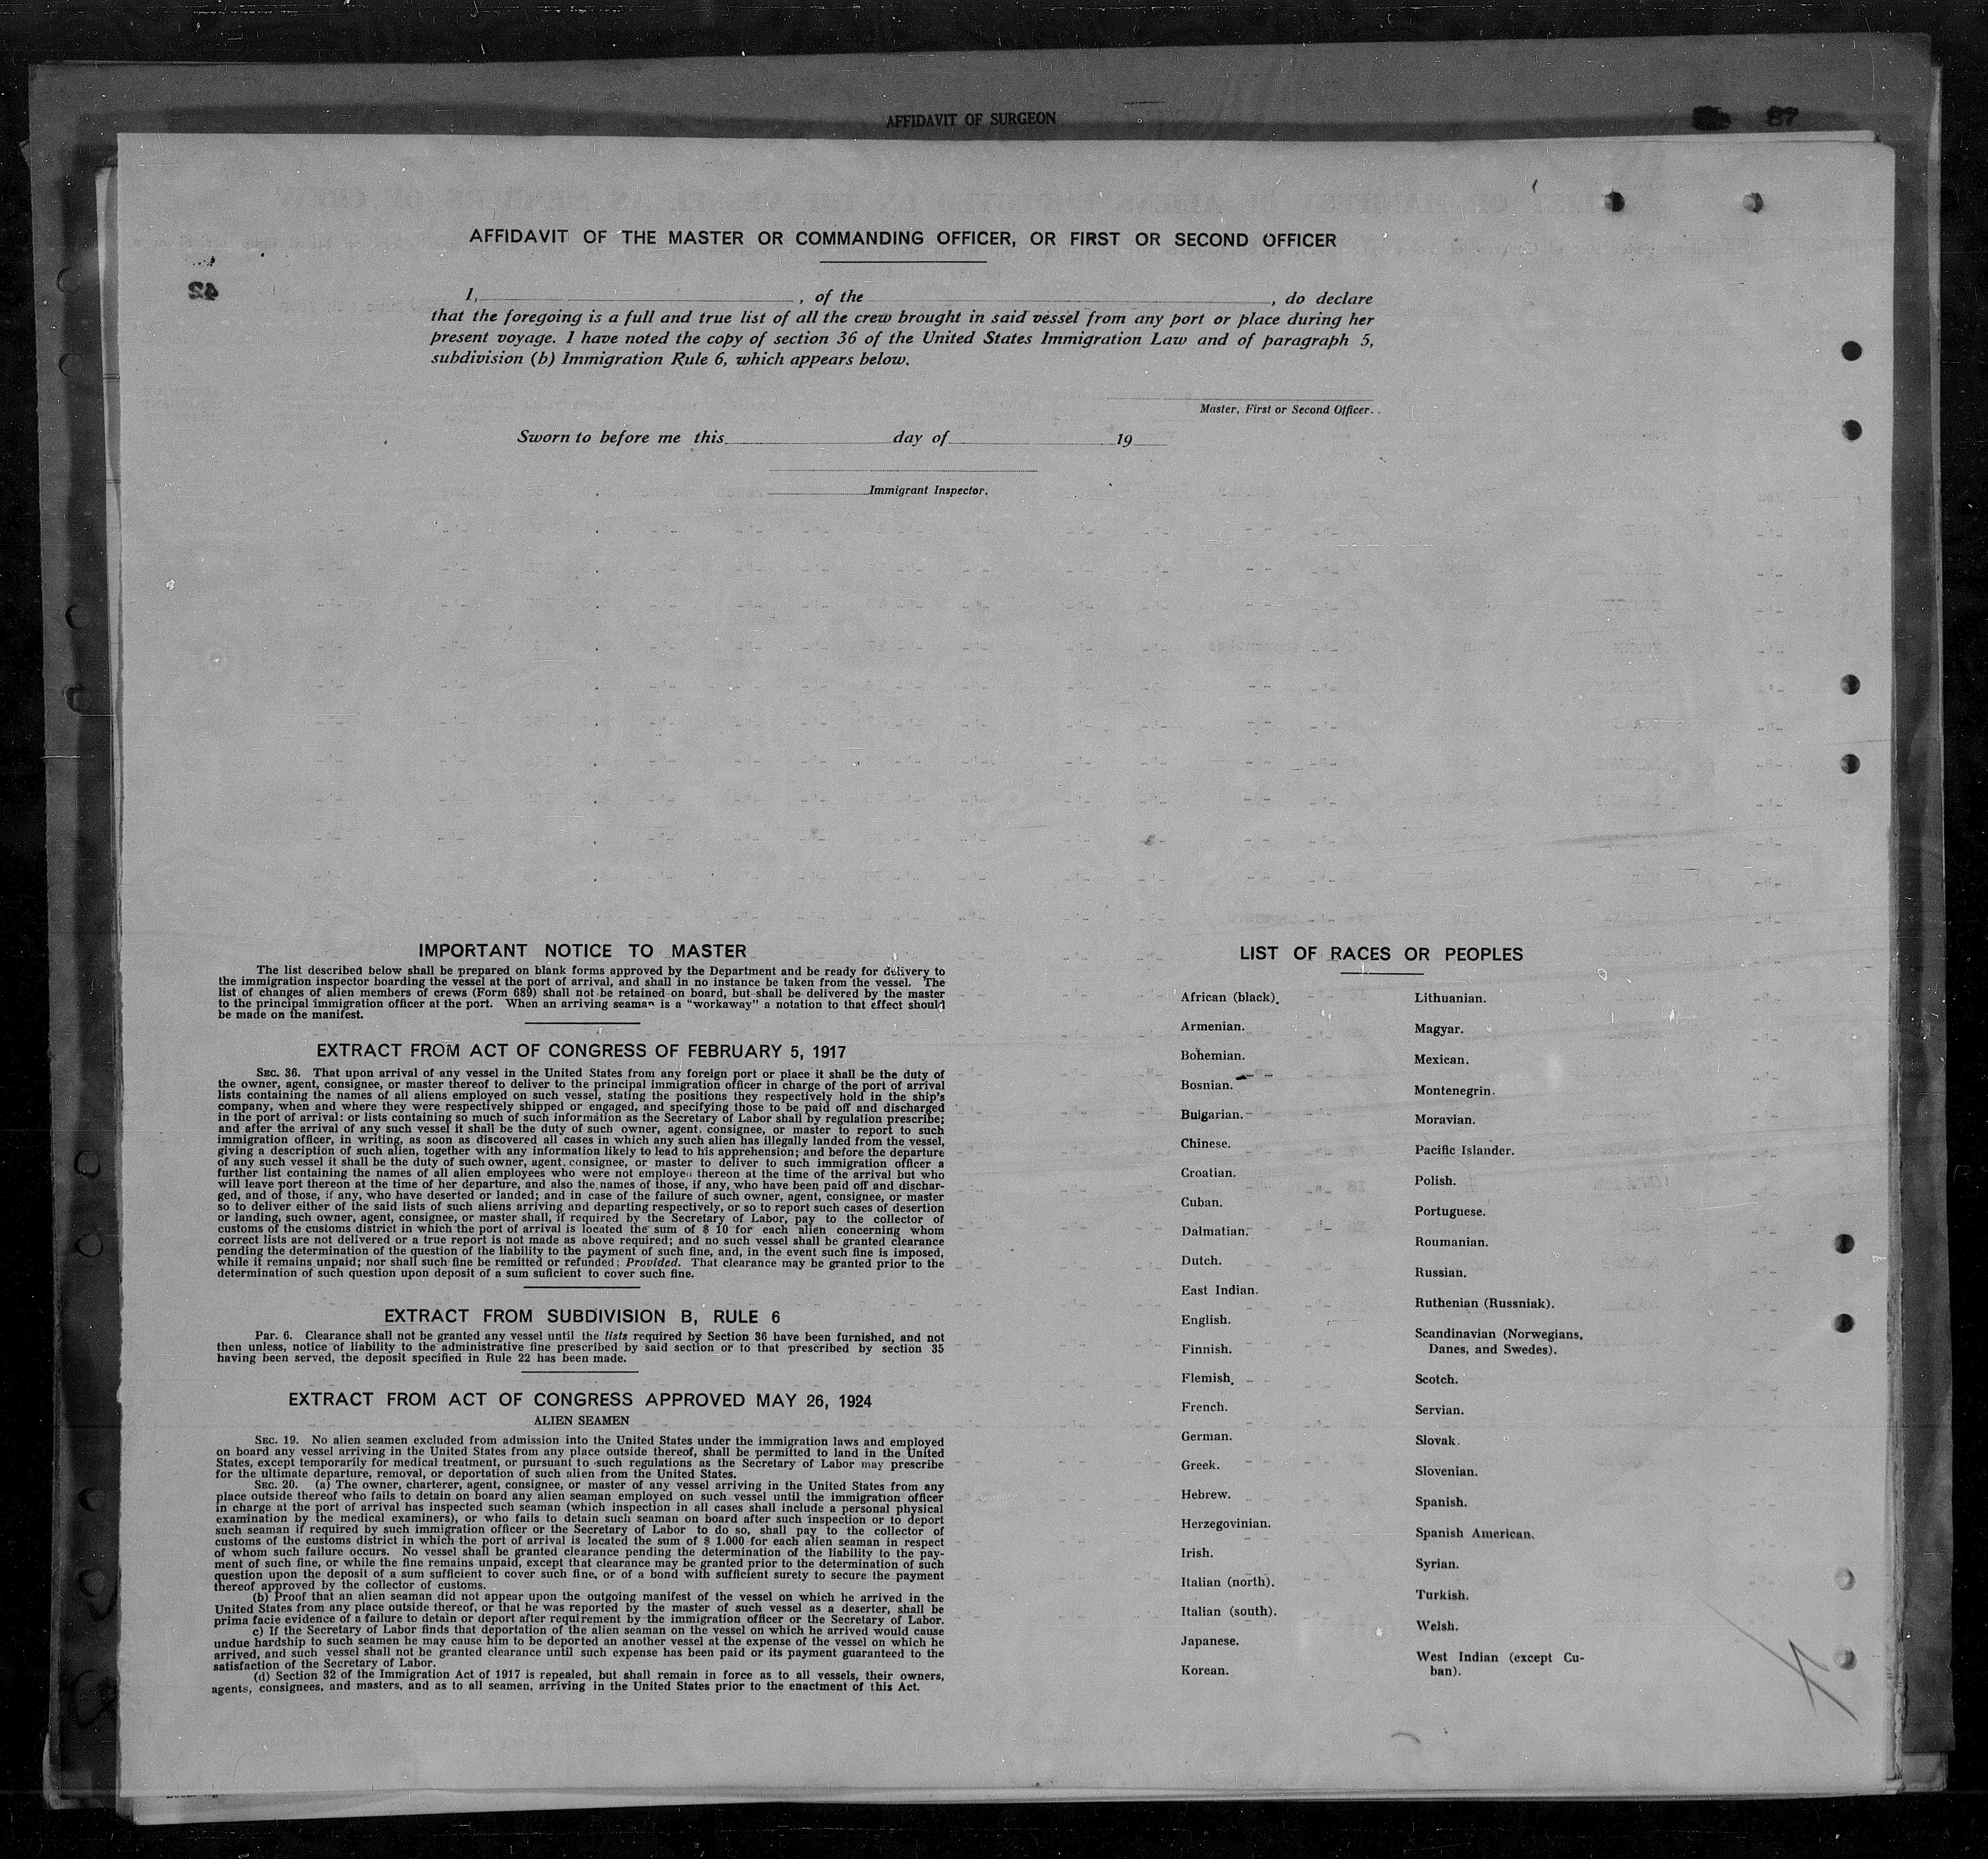 AFFIDAVIT OF SURGEON
87
AFFIDAVIT OF THE MASTER OR COMMANDING OFFICER, OR FIRST OR SECOND OFFICER
I, , of the , do declare
that the foregoing is a full and true list of all the crew brought in said vessel from any port or place during her
present voyage. I have noted the copy of section 36 of the United States Immigration Law and of paragraph 5,
subdivision (b) Immigration Rule 6, which appears below.
Master, First or Second Officer.
Sworn to before me this day of 19
Immigrant Inspector.
IMPORTANT NOTICE TO MASTER
The list described below shall be prepared on blank forms approved by the Department and be ready for delivery to
the immigration inspector boarding the vessel at the port of arrival, and shall in no instance be taken from the vessel. The
list of changes of alien members of crews (Form 689) shall not be retained on board, but shall be delivered by the master
to the principal immigration officer at the port. When an arriving seaman is a "workaway" a notation to that effect should
be made on the manifest.
EXTRACT FROM ACT OF CONGRESS OF FEBRUARY 5, 1917
SEC. 36. That upon arrival of any vessel in the United States from any foreign port or place it shall be the duty of
the owner, agent, consignee, or master thereof to deliver to the principal immigration officer in charge of the port of arrival
lists containing the names of all aliens employed on such vessel, stating the positions they respectively hold in the ship's
company, when and where they were respectively shipped or engaged, and specifying those to be paid off and discharged
in the port of arrival: or lists containing so much of such information as the Secretary of Labor shall by regulation prescribe;
and after the arrival of any such vessel it shall be the duty of such owner, agent, consignee, or master to report to such
immigration officer, in writing, as soon as discovered all cases in which any such alien has illegally landed from the vessel,
giving a description of such alien, together with any information likely to lead to his apprehension; and before the departure
of any such vessel it shall be the duty of such owner, agent, consignee, or master to deliver to such immigration officer a
further list containing the names of all alien employees who were not employed thereon at the time of the arrival but who
will leave port thereon at the time of her departure, and also the names of those, if any, who have been paid off and dischar-
ged, and of those, if any, who have deserted or landed; and in case of the failure of such owner, agent, consignee, or master
so to deliver either of the said lists of such aliens arriving and departing respectively, or so to report such cases of desertion
or landing, such owner, agent, consignee, or master shall, if required by the Secretary of Labor, pay to the collector of
customs of the customs district in which the port of arrival is located the sum of $ 10 for each alien concerning whom
correct lists are not delivered or a true report is not made as above required; and no such vessel shall be granted clearance
pending the determination of the question of the liability to the payment of such fine, and, in the event such fine is imposed,
while it remains unpaid; nor shall such fine be remitted or refunded; Provided. That clearance may be granted prior to the
determination of such question upon deposit of a sum suficient to cover such fine.
EXTRACT FROM SUBDIVISION B, RULE 6
Par. 6. Clearance shall not be granted any vessel until the lists required by Section 36 have been furnished, and not
then unless, notice of liability to the administrative fine prescribed by said section or to that prescribed by section 35
having been served, the deposit specified in Rule 22 has been made.
EXTRACT FROM ACT OF CONGRESS APPROVED MAY 26, 1924
ALIEN SEAMEN
SEC. 19. No alien seamen excluded from admission into the United States under the immigration laws and employed
on board any vessel arriving in the United States from any place outside thereof, shall be permitted to land in the United
States, except temporarily for medical treatment, or pursuant to such regulations as the Secretary of Labor may prescribe
for the ultimate departure, removal, or deportation of such alien from the United States.
SEC. 20. (a) The owner, charterer, agent, consignee, or master of any vessel arriving in the United States from any
place outside thereof who fails to detain on board any alien seaman employed on such vessel until the immigration officer
in charge at the port of arrival has inspected such seaman (which inspection in all cases shall include a personal physical
examination by the medical examiners), or who fails to detain such seaman on board after such inspection or to deport
such seaman if required by such immigration officer or the Secretary of Labor to do so, shall pay to the collector of
customs of the customs district in which the port of arrival is located the sum of $ 1.000 for each alien seaman in respect
of whom such failure occurs. No vessel shall be granted clearance pending the determination of the liability to the pay-
ment of such fine, or while the fine remains unpaid, except that clearance may be granted prior to the determination of such
question upon the deposit of a sum sufficient to cover such fine, or of a bond with sufficient surety to secure the payment
thereof approved by the collector of customs.
(b) Proof that an alien seaman did not appear upon the outgoing manifest of the vessel on which he arrived in the
United States from any place outside thereof, or that he was reported by the master of such vessel as a deserter, shall be
prima facie evidence of a failure to detain or deport after requirement by the immigration officer or the Secretary of Labor.
c) If the Secretary of Labor finds that deportation of the alien seaman on the vessel on which he arrived would cause
undue hardship to such seamen he may cause him to be deported an another vessel at the expense of the vessel on which he
arrived, and such vessel shall not be granted clearance until such expense has been paid or its payment guaranteed to the
satisfaction of the Secretary of Labor.
(d) Section 32 of the Immigration Act of 1917 is repealed, but shall remain in force as to all vessels, their owners,
agents, consignees, and masters, and as to all seamen, arriving in the United States prior to the enactment of this Act.
LIST OF RACES OR PEOPLES
African (black).
Armenian.
Bohemian.
Bosnian.
Bulgarian.
Chinese.
Croatian.
Cuban.
Dalmatian.
Dutch.
East Indian.
English.
Finnish.
Flemish.
French.
German.
Greek.
Hebrew.
Herzegovinian.
Irish.
Italian (north).
Italian (south).
Japanese.
Korean.
Lithuanian.
Magyar.
Mexican.
Montenegrin.
Moravian.
Pacific Islander.
Polish.
Portuguese.
Roumanian.
Russian.
Ruthenian (Russniak).
Scandinavian (Norwegians,
Danes, and Swedes).
Scotch.
Servian.
Slovak.
Slovenian.
Spanish.
Spanish American.
Syrian.
Turkish.
Welsh.
West Indian (except Cu-
ban).